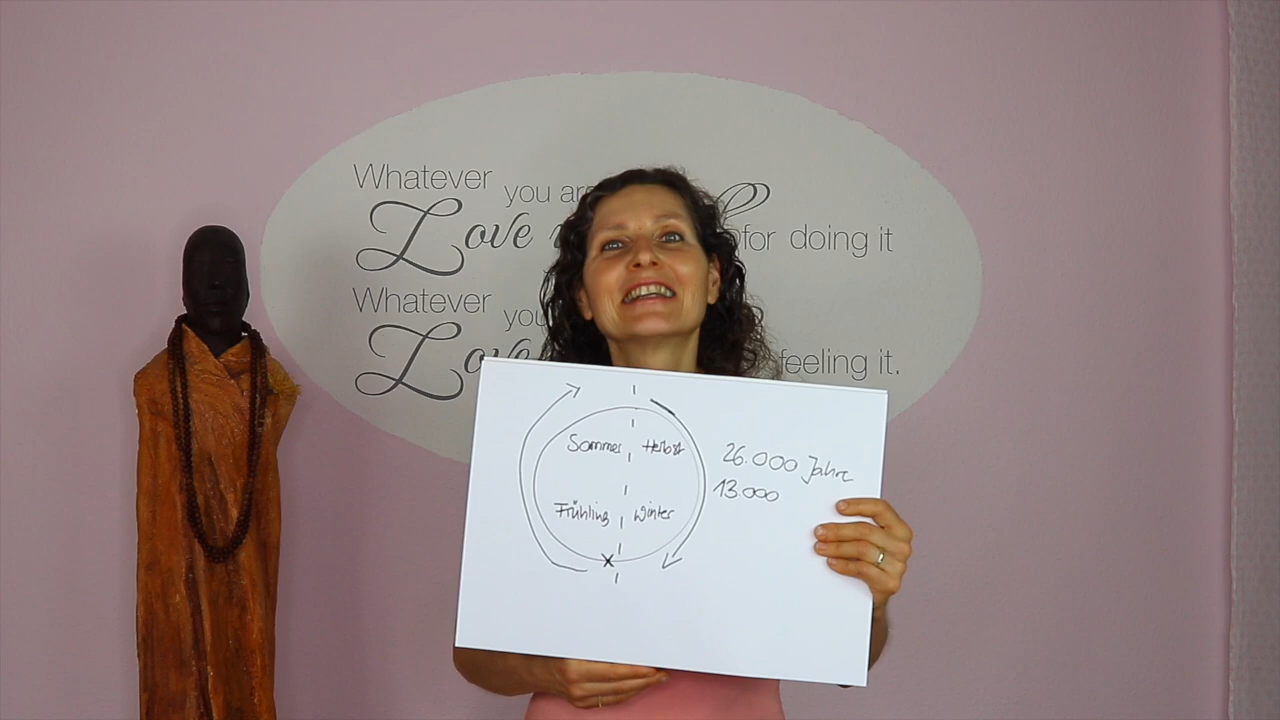 Whatever you are
Love for doing it
Whatever you
Love feeling it.
Sommer Herbst
Frühling Winter
26.000 Jahre
13.000